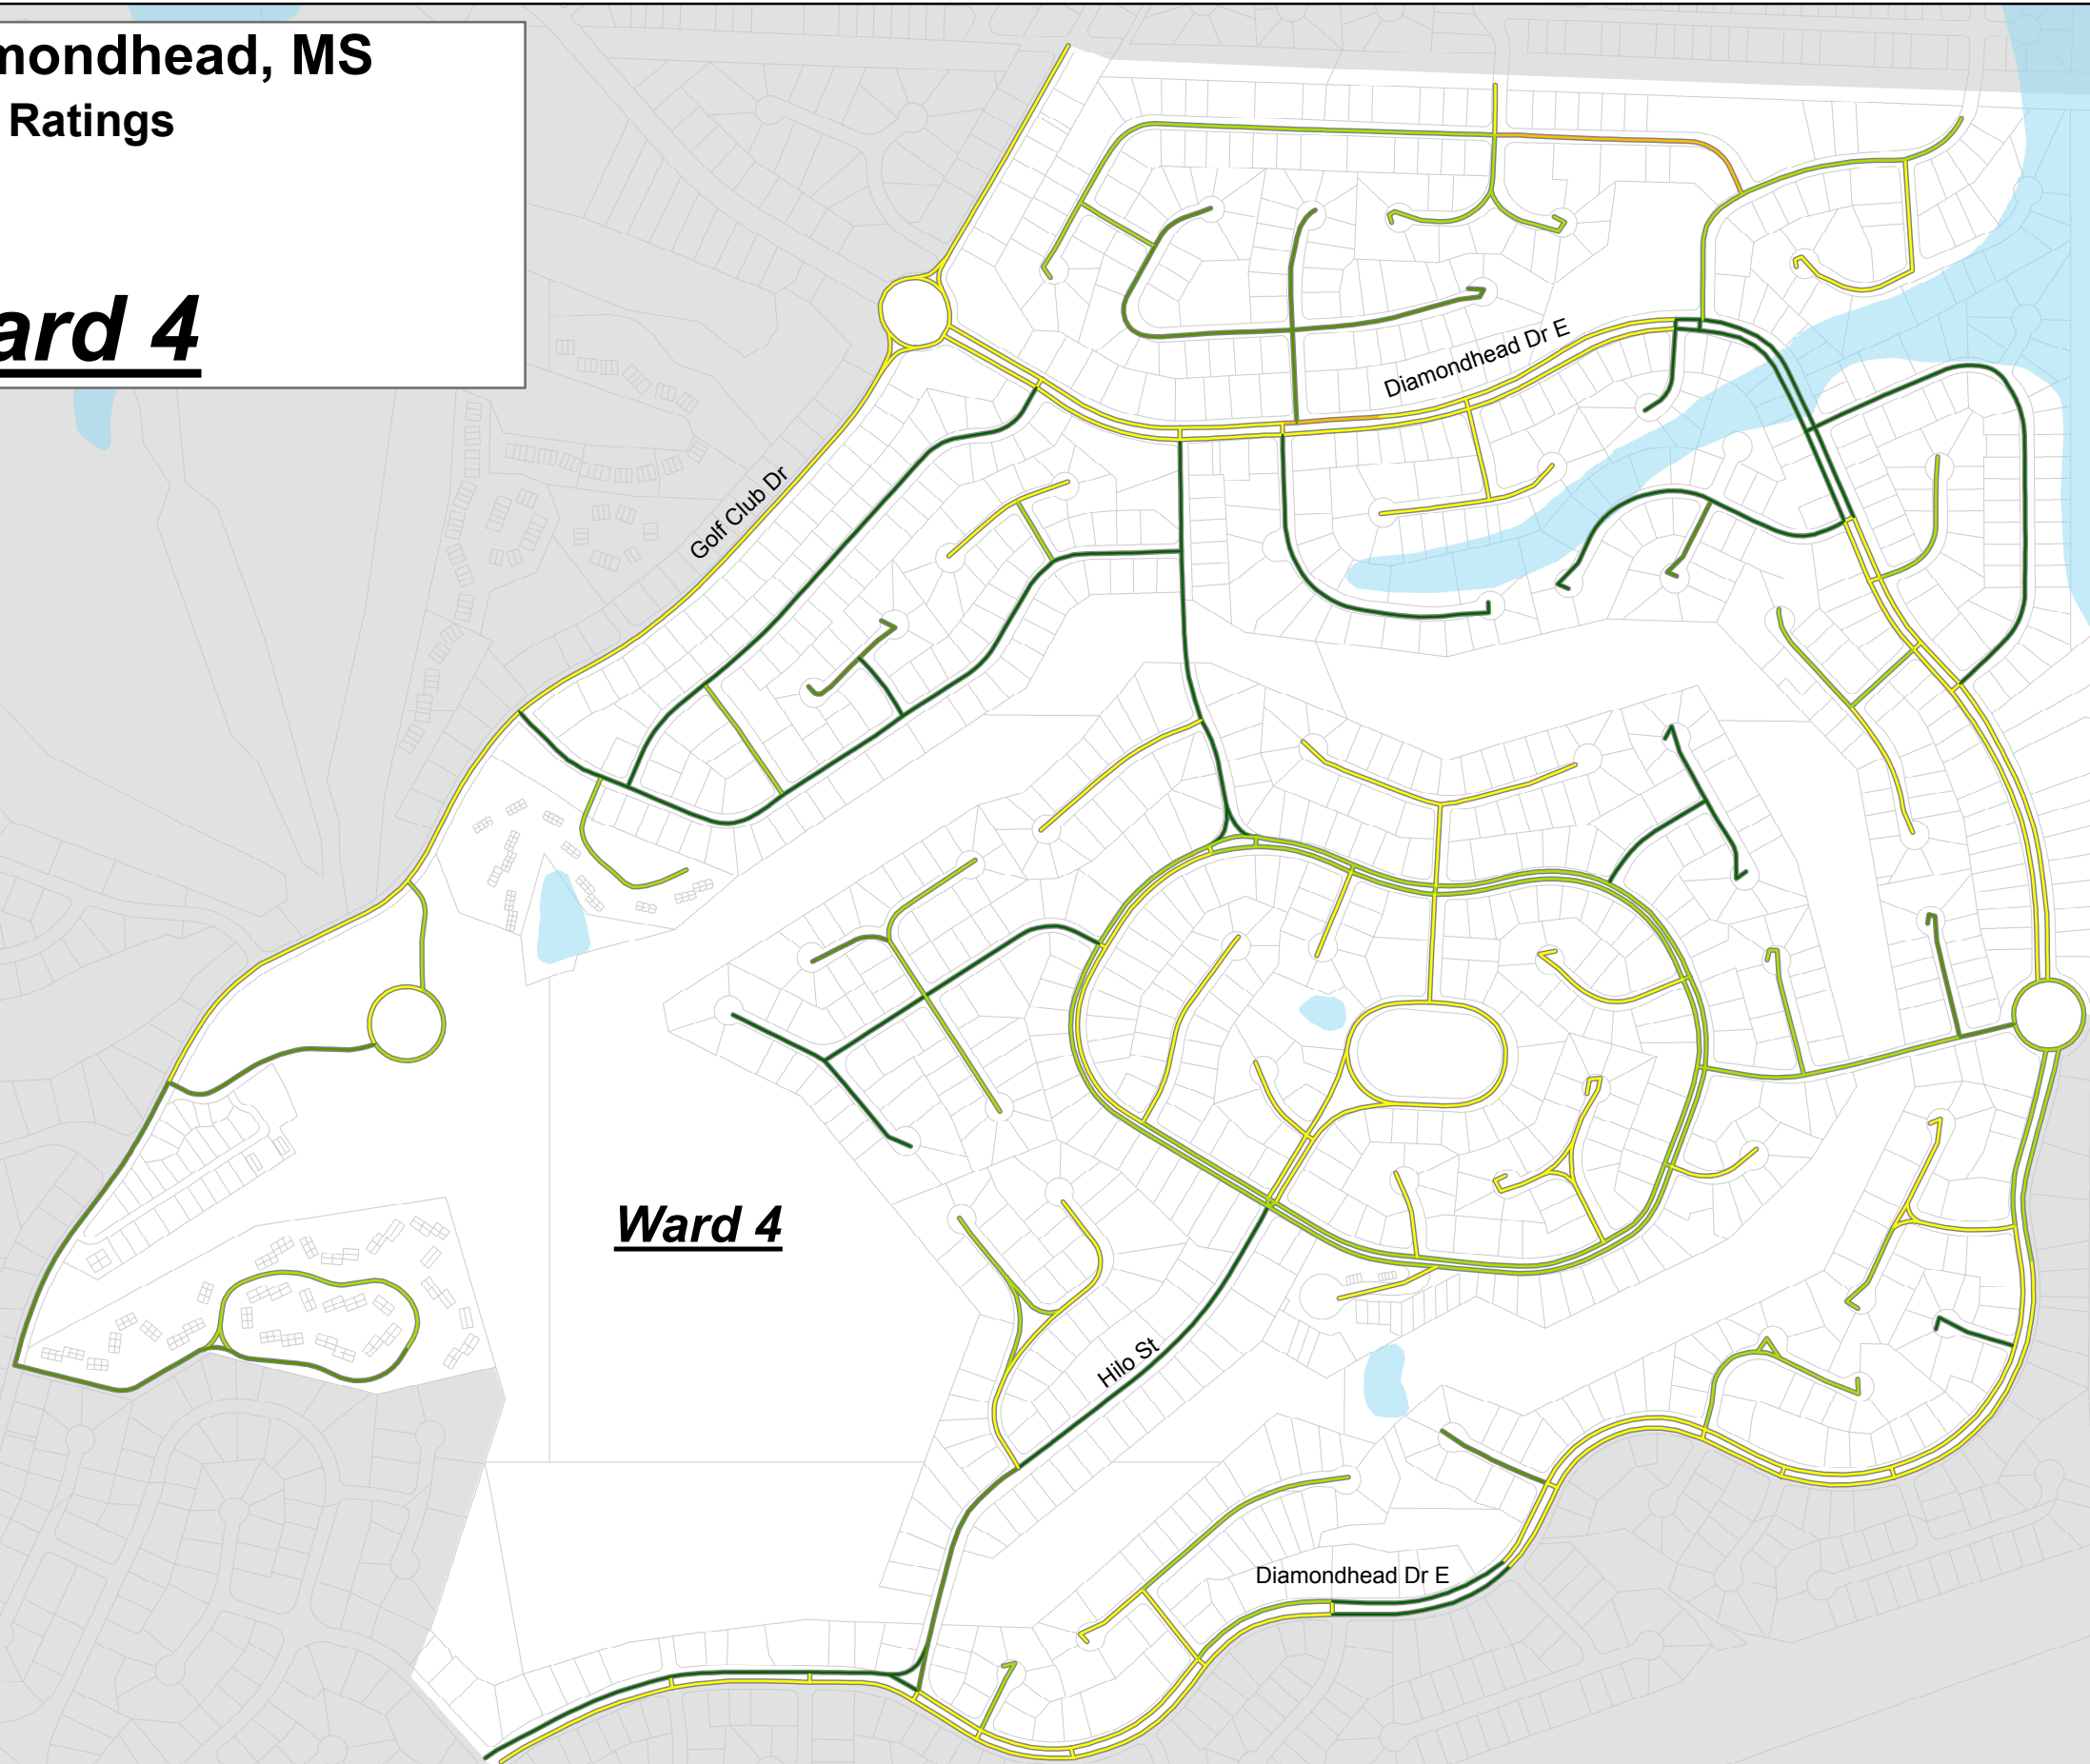 mondhead, MS
Ratings
ard 4
Diamondhead Dr E
Golf Club Dr
Ward 4
Hilo St
Diamondhead Dr E